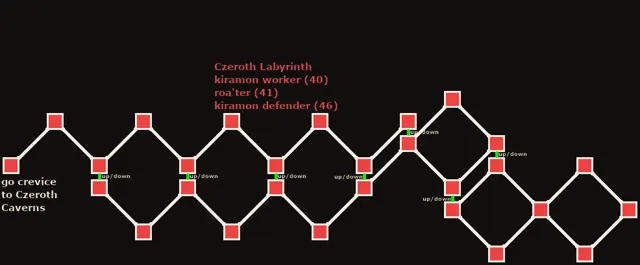 Czeroth Labyrinth
kiramon worker (40)
roa'ter (41)
kiramon defender (46)
up/down
up/down
up/down
up/down
up/down
up/down
go crevice
to Czeroth
Caverns
up/down